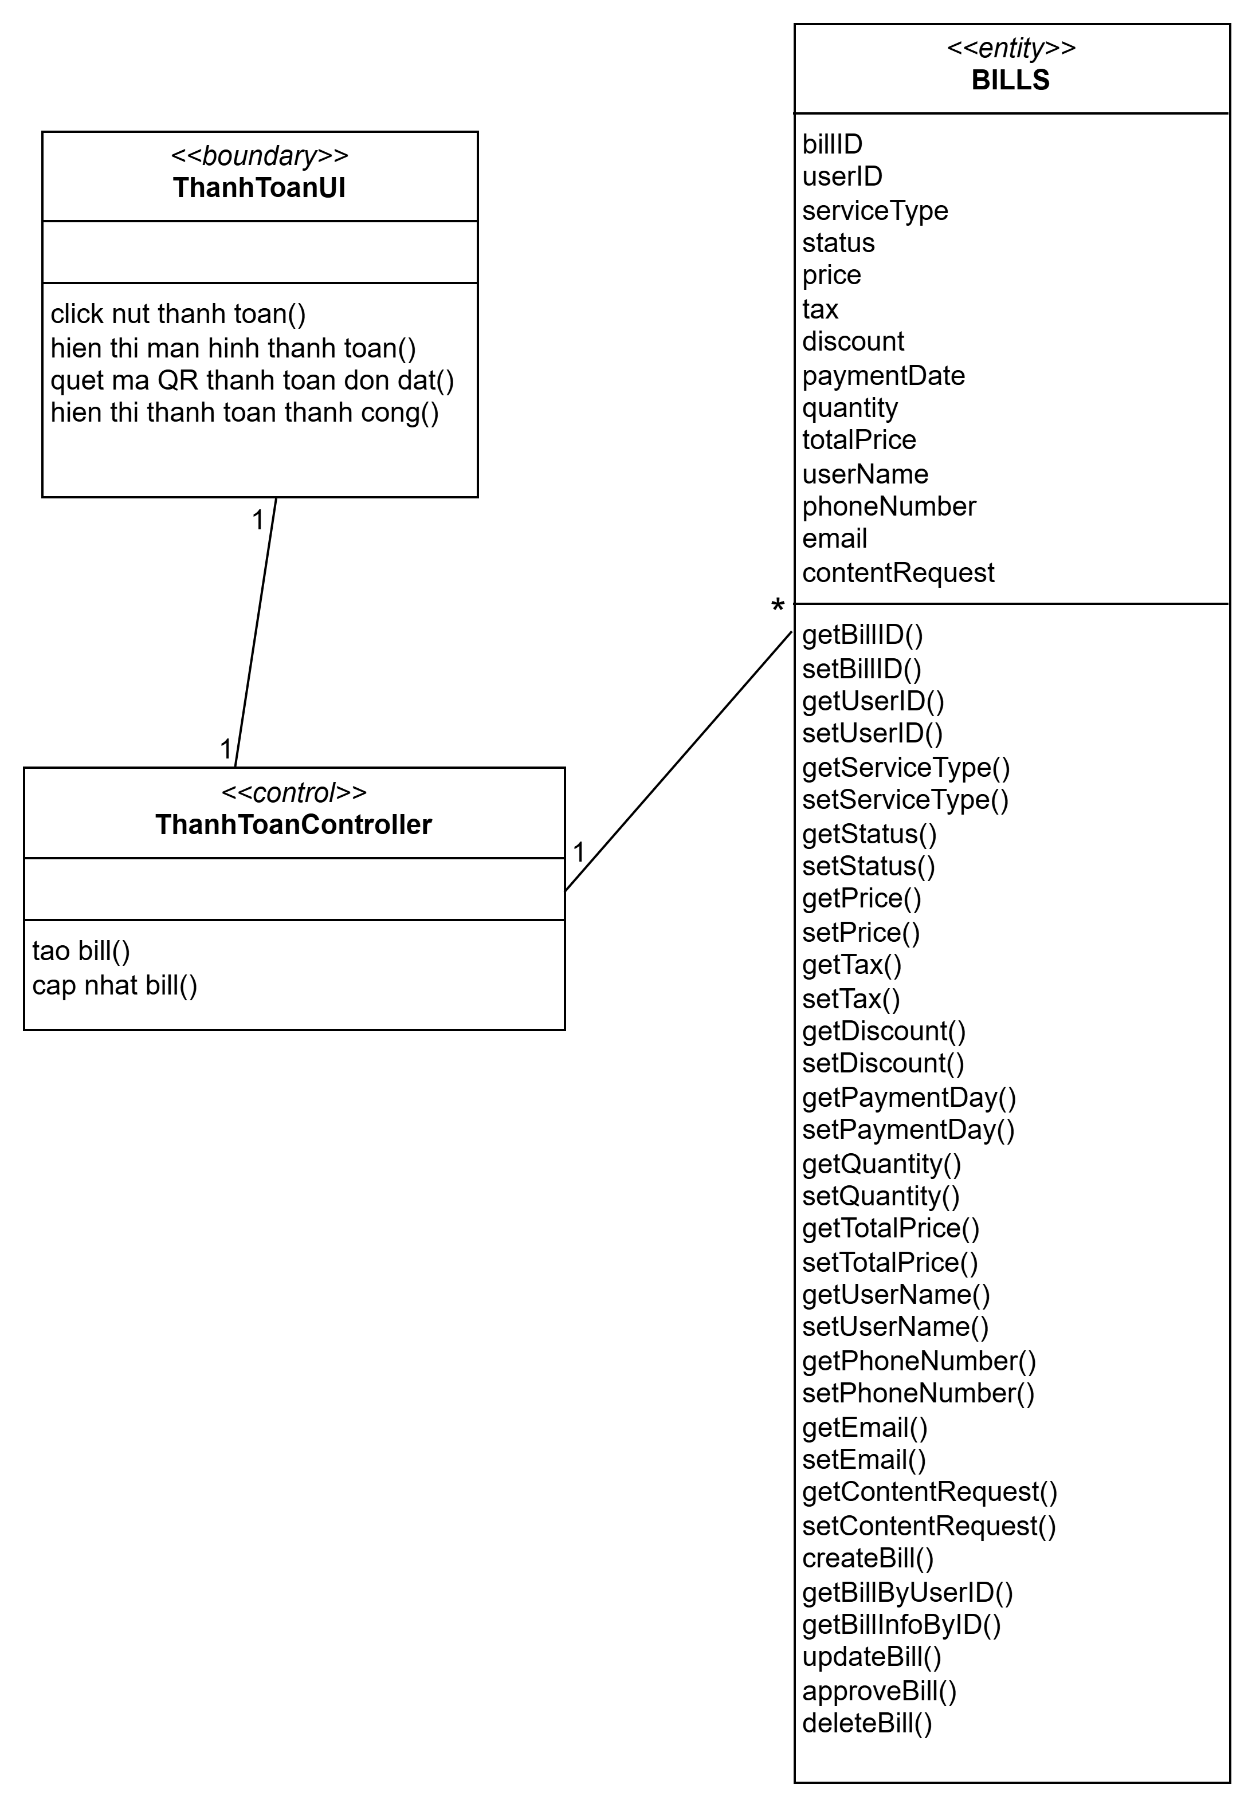 <<boundary>>
ThanhToanUI
click nut thanh toan()
hien thi man hinh thanh toan()
quet ma QR thanh toan don dat()
hien thi thanh toan thanh cong()
1
1
<<control>>
ThanhToanController
tao bill()
cap nhat bill()
1
*
<<entity>>
BILLS
billID
userID
serviceType
status
price
tax
discount
paymentDate
quantity
totalPrice
userName
phoneNumber
email
contentRequest
getBillID()
setBillID()
getUserID()
setUserID()
getServiceType()
setServiceType()
getStatus()
setStatus()
getPrice()
setPrice()
getTax()
setTax()
getDiscount()
setDiscount()
getPaymentDay()
setPaymentDay()
getQuantity()
setQuantity()
getTotalPrice()
setTotalPrice()
getUserName()
setUserName()
getPhoneNumber()
setPhoneNumber()
getEmail()
setEmail()
getContentRequest()
setContentRequest()
createBill()
getBillByUserID()
getBillInfoByID()
updateBill()
approveBill()
deleteBill()